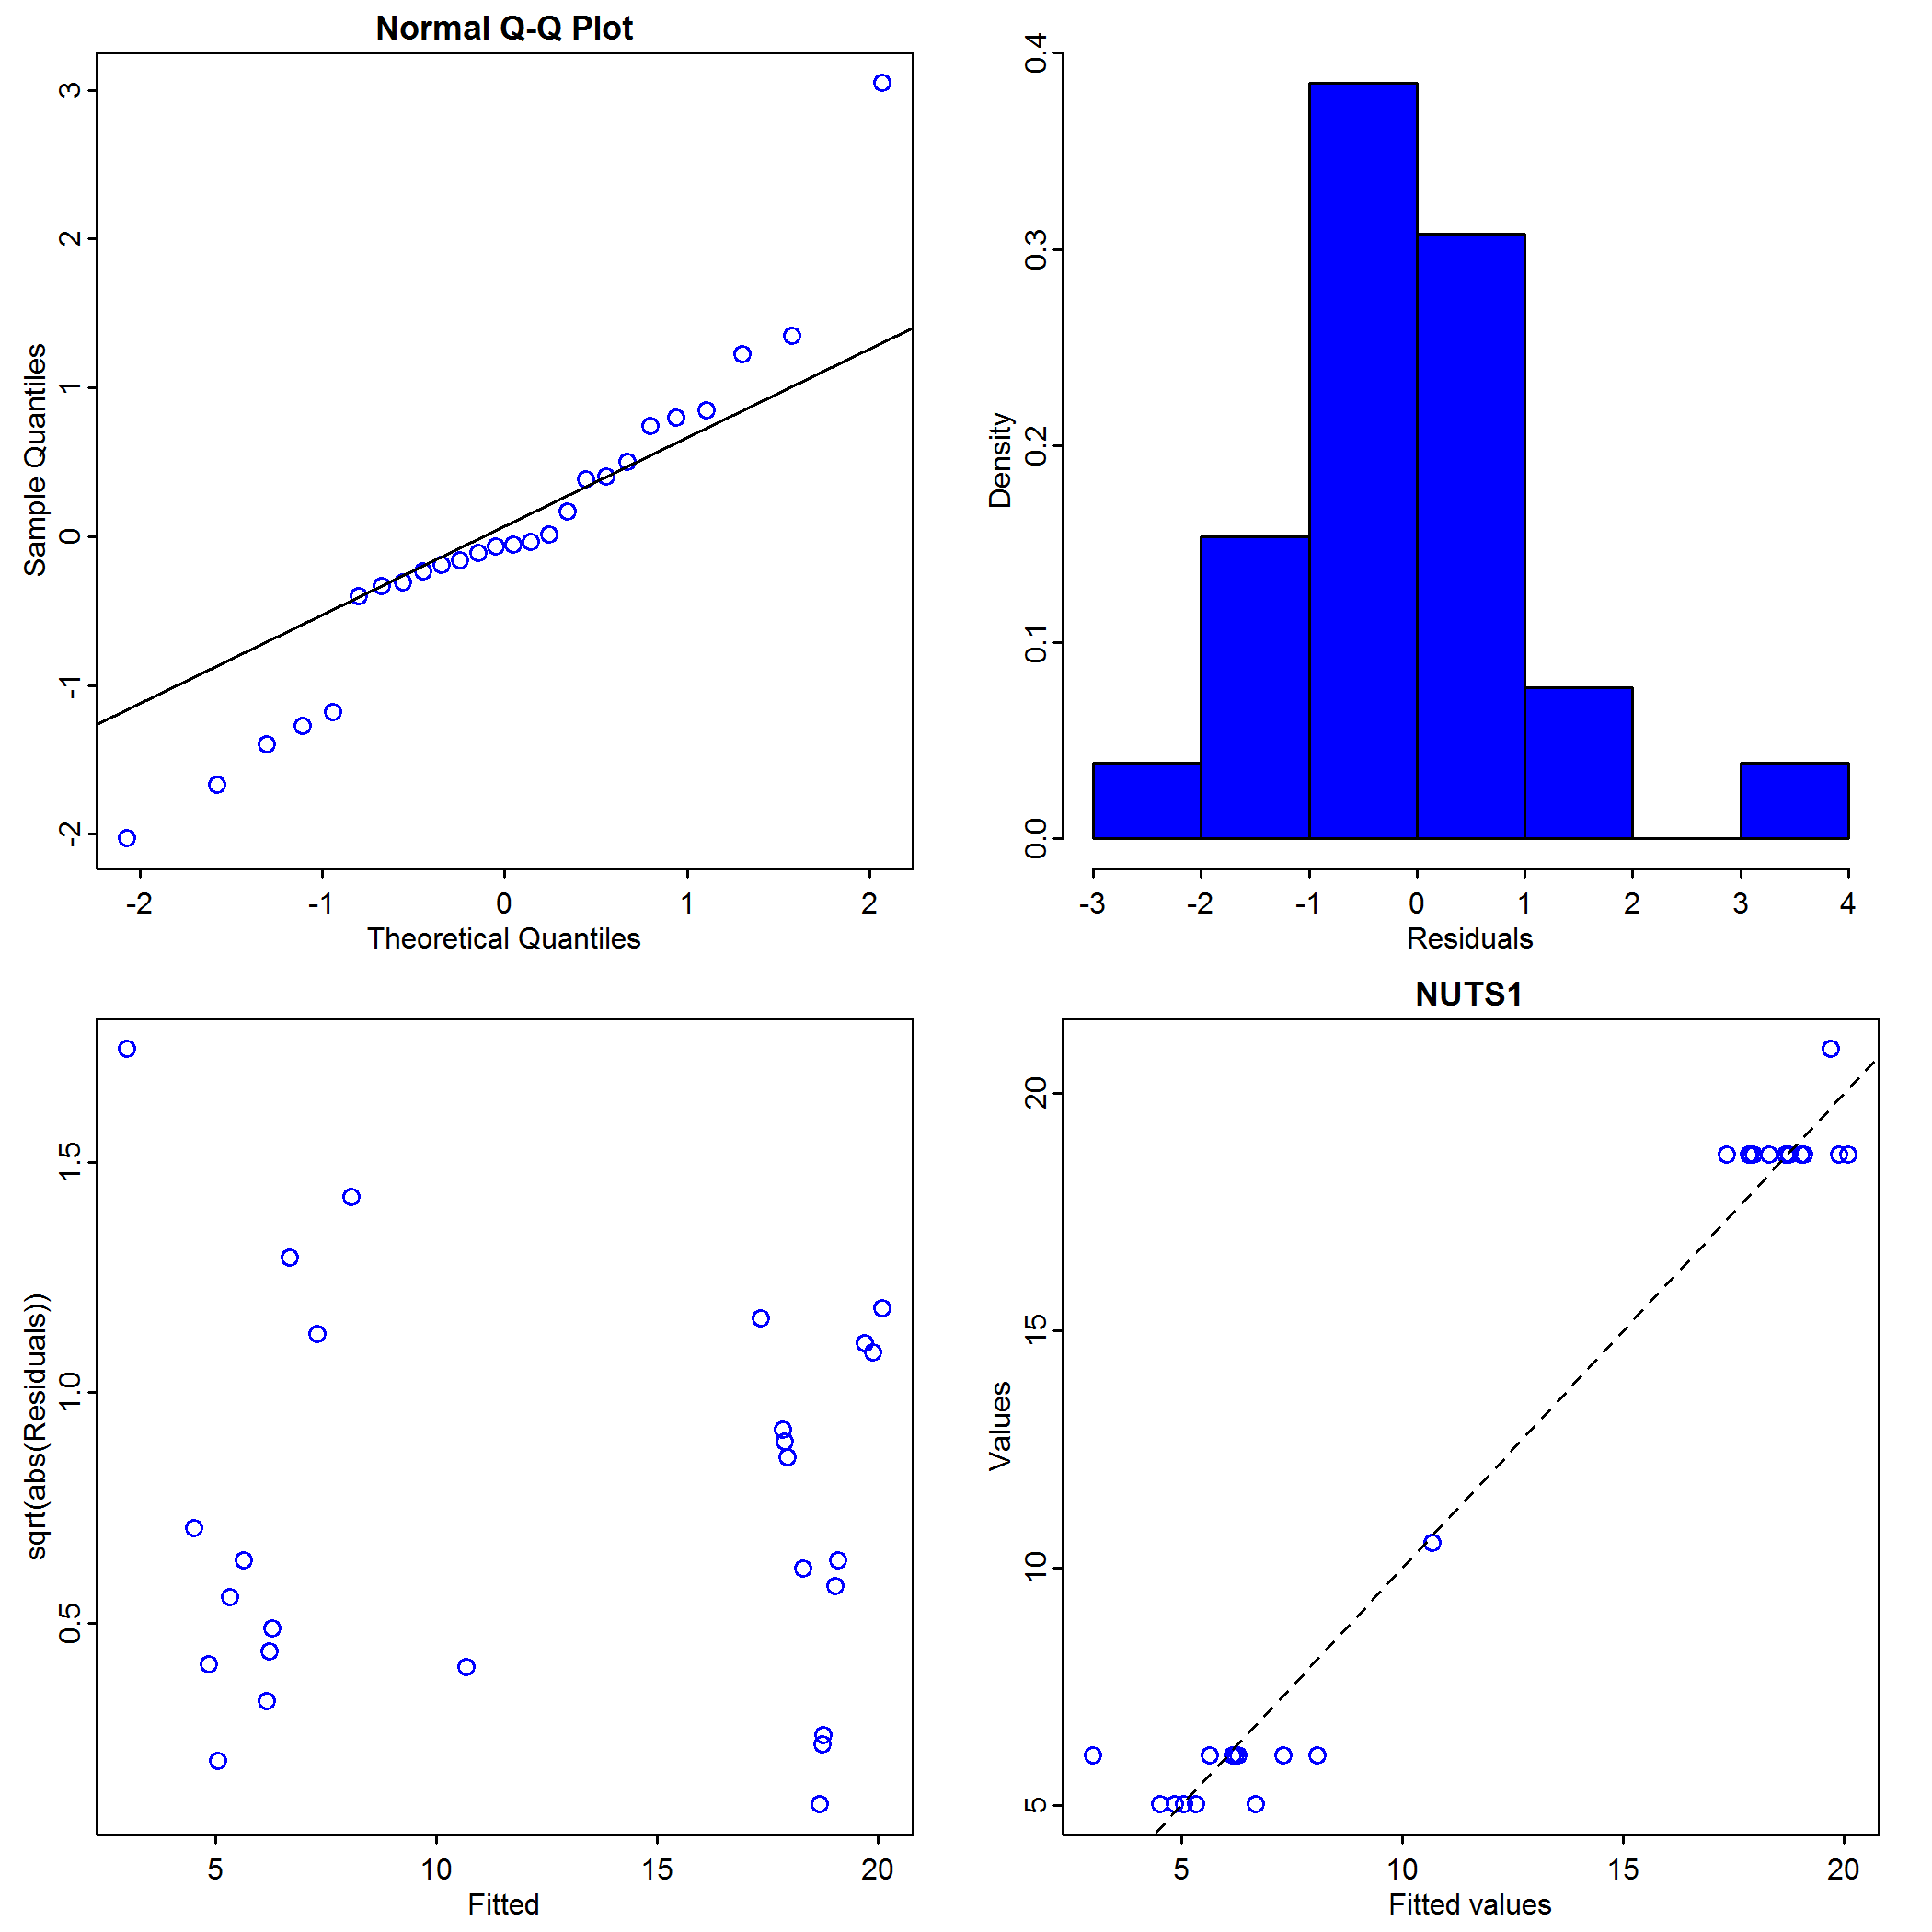 Normal Q-Q Plot
Sample Quantiles
3
2
1
0
-1
-2
-2 -1 0 1 2
Theoretical Quantiles
Density
0.4
0.3
0.2
0.1
0.0
-3 -2 -1 0 1 2 3 4
Residuals
sqrt(abs(Residuals))
1.5
1.0
0.5
5 10 15 20
Fitted
NUTS1
Values
20
15
10
5
5 10 15 20
Fitted values